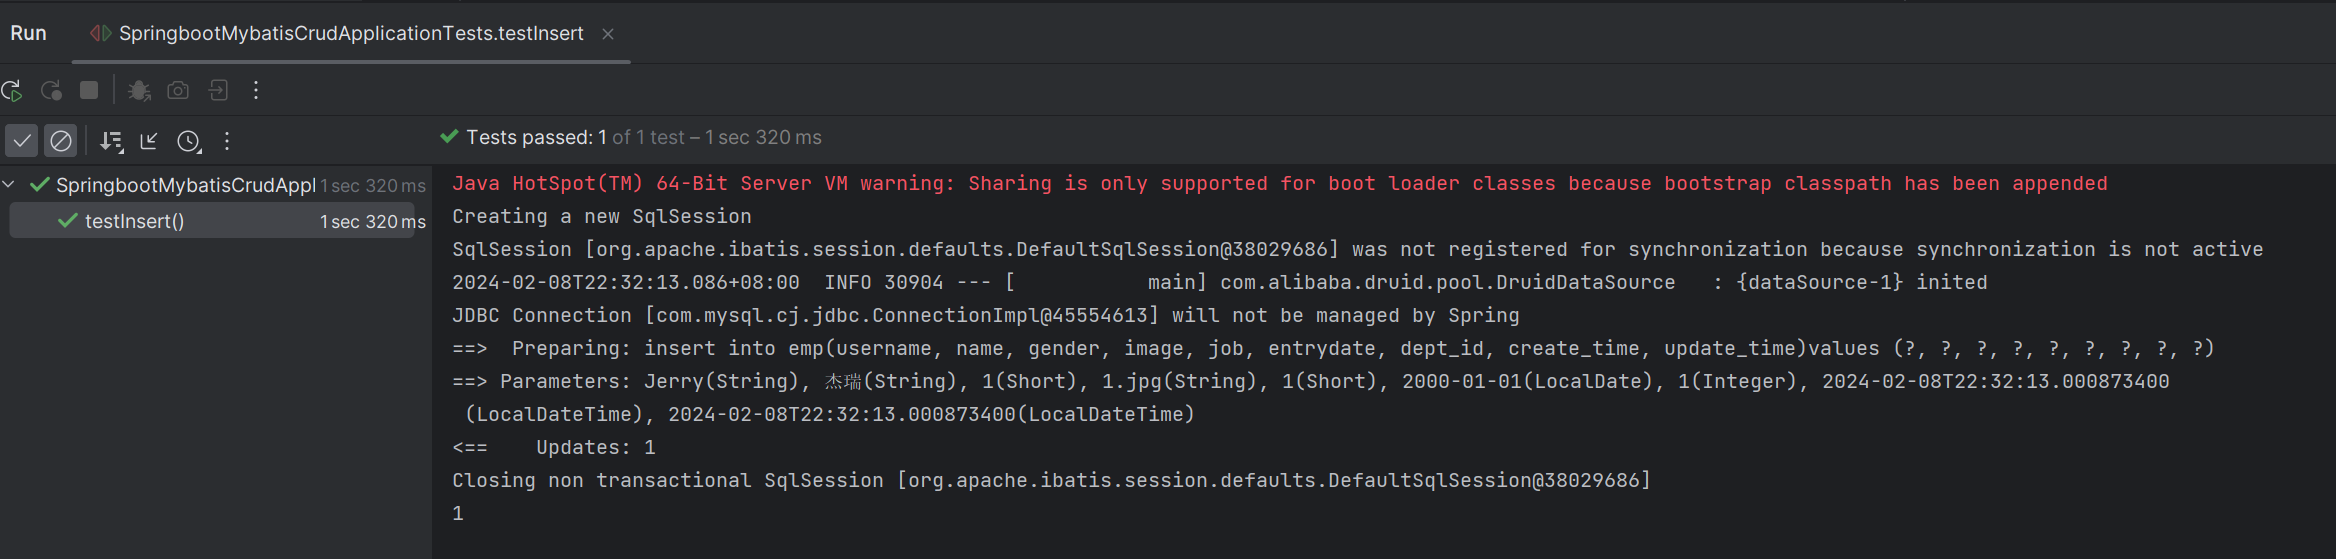 Run SpringbootMybatisCrudApplicationTests.testInsert
Tests passed: 1 of 1 test – 1 sec 320 ms
SpringbootMybatisCrudAppl 1 sec 320 ms
testInsert() 1 sec 320 ms
Java HotSpot(TM) 64-Bit Server VM warning: Sharing is only supported for boot loader classes because bootstrap classpath has been appended
Creating a new SqlSession
SqlSession [org.apache.ibatis.session.defaults.DefaultSqlSession@38029686] was not registered for synchronization because synchronization is not active
2024-02-08T22:32:13.086+08:00  INFO 30904 --- [           main] com.alibaba.druid.pool.DruidDataSource   : {dataSource-1} inited
JDBC Connection [com.mysql.cj.jdbc.ConnectionImpl@45554613] will not be managed by Spring
==>  Preparing: insert into emp(username, name, gender, image, job, entrydate, dept_id, create_time, update_time)values (?, ?, ?, ?, ?, ?, ?, ?, ?)
==> Parameters: Jerry(String), 杰瑞(String), 1(Short), 1.jpg(String), 1(Short), 2000-01-01(LocalDate), 1(Integer), 2024-02-08T22:32:13.000873400
(LocalDateTime), 2024-02-08T22:32:13.000873400(LocalDateTime)
<==    Updates: 1
Closing non transactional SqlSession [org.apache.ibatis.session.defaults.DefaultSqlSession@38029686]
1